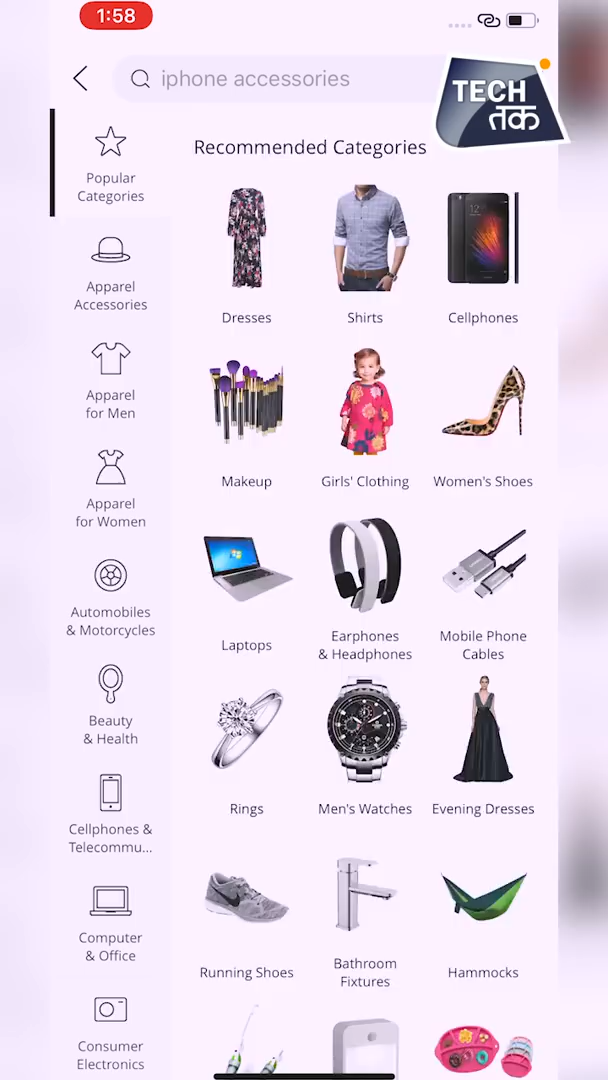 1:58
iphone accessories
TECH
तक
Popular
Categories
Apparel
Accessories
Apparel
for Men
Apparel
for Women
Automobiles
& Motorcycles
Beauty
& Health
Cellphones &
Telecommu...
Computer
& Office
Consumer
Electronics
Recommended Categories
Dresses
Shirts
Cellphones
Makeup
Girls' Clothing
Women's Shoes
Laptops
Earphones
& Headphones
Mobile Phone
Cables
Rings
Men's Watches
Evening Dresses
Running Shoes
Bathroom
Fixtures
Hammocks